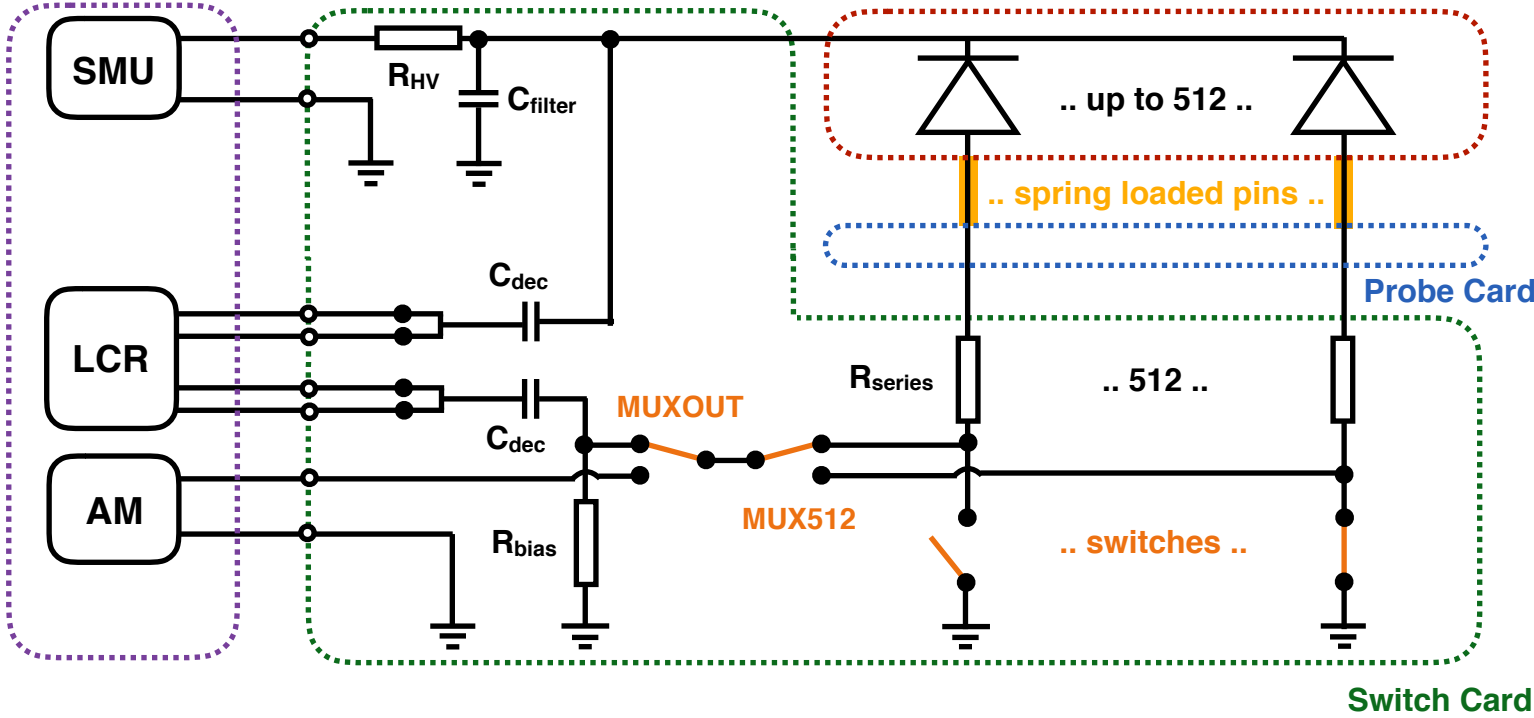 SMU
RHV
Cfilter
.. up to 512 ..
.. spring loaded pins ..
Probe Card
Cdec
LCR
Rseries
.. 512 ..
MUXOUT
Cdec
AM
MUX512
Rbias
.. switches ..
Switch Card